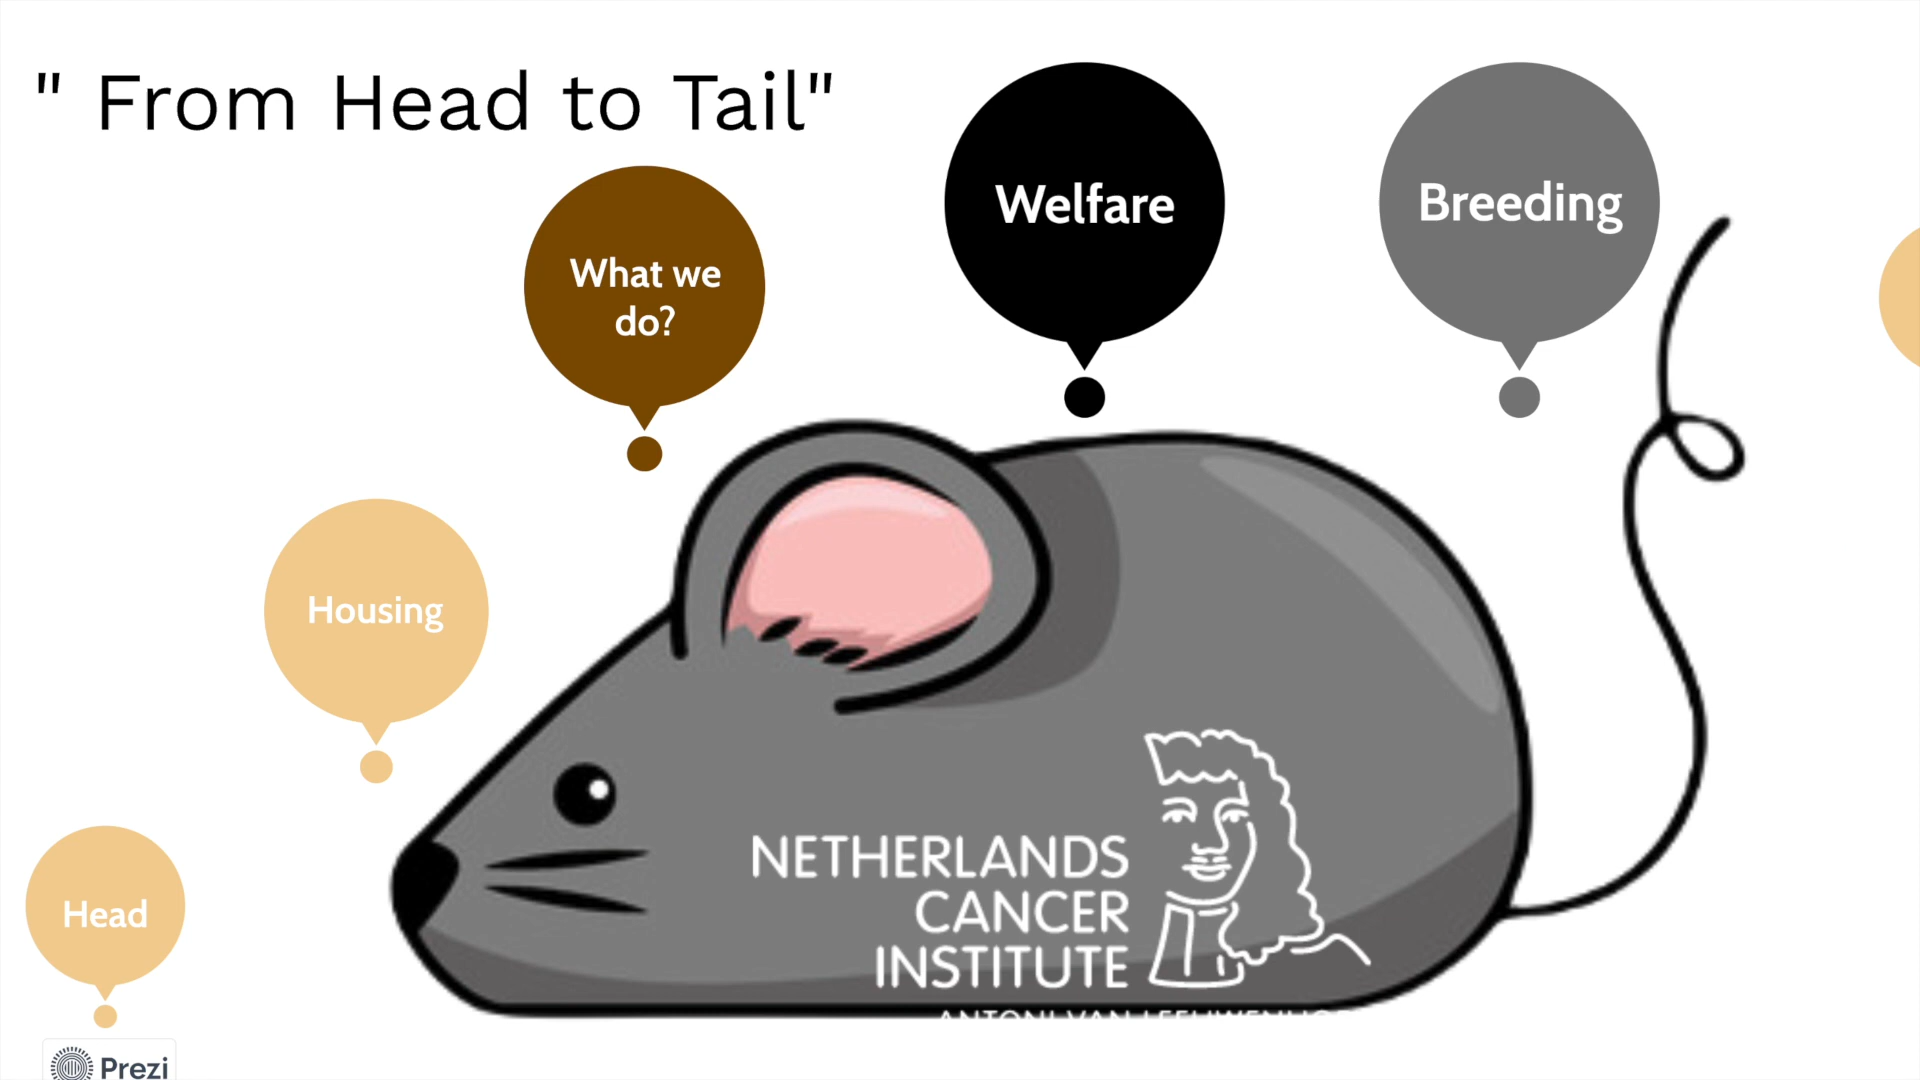 " From Head to Tail"
Welfare
Breeding
What we
do?
Housing
Head
NETHERLANDS
CANCER
INSTITUTE
Prezi